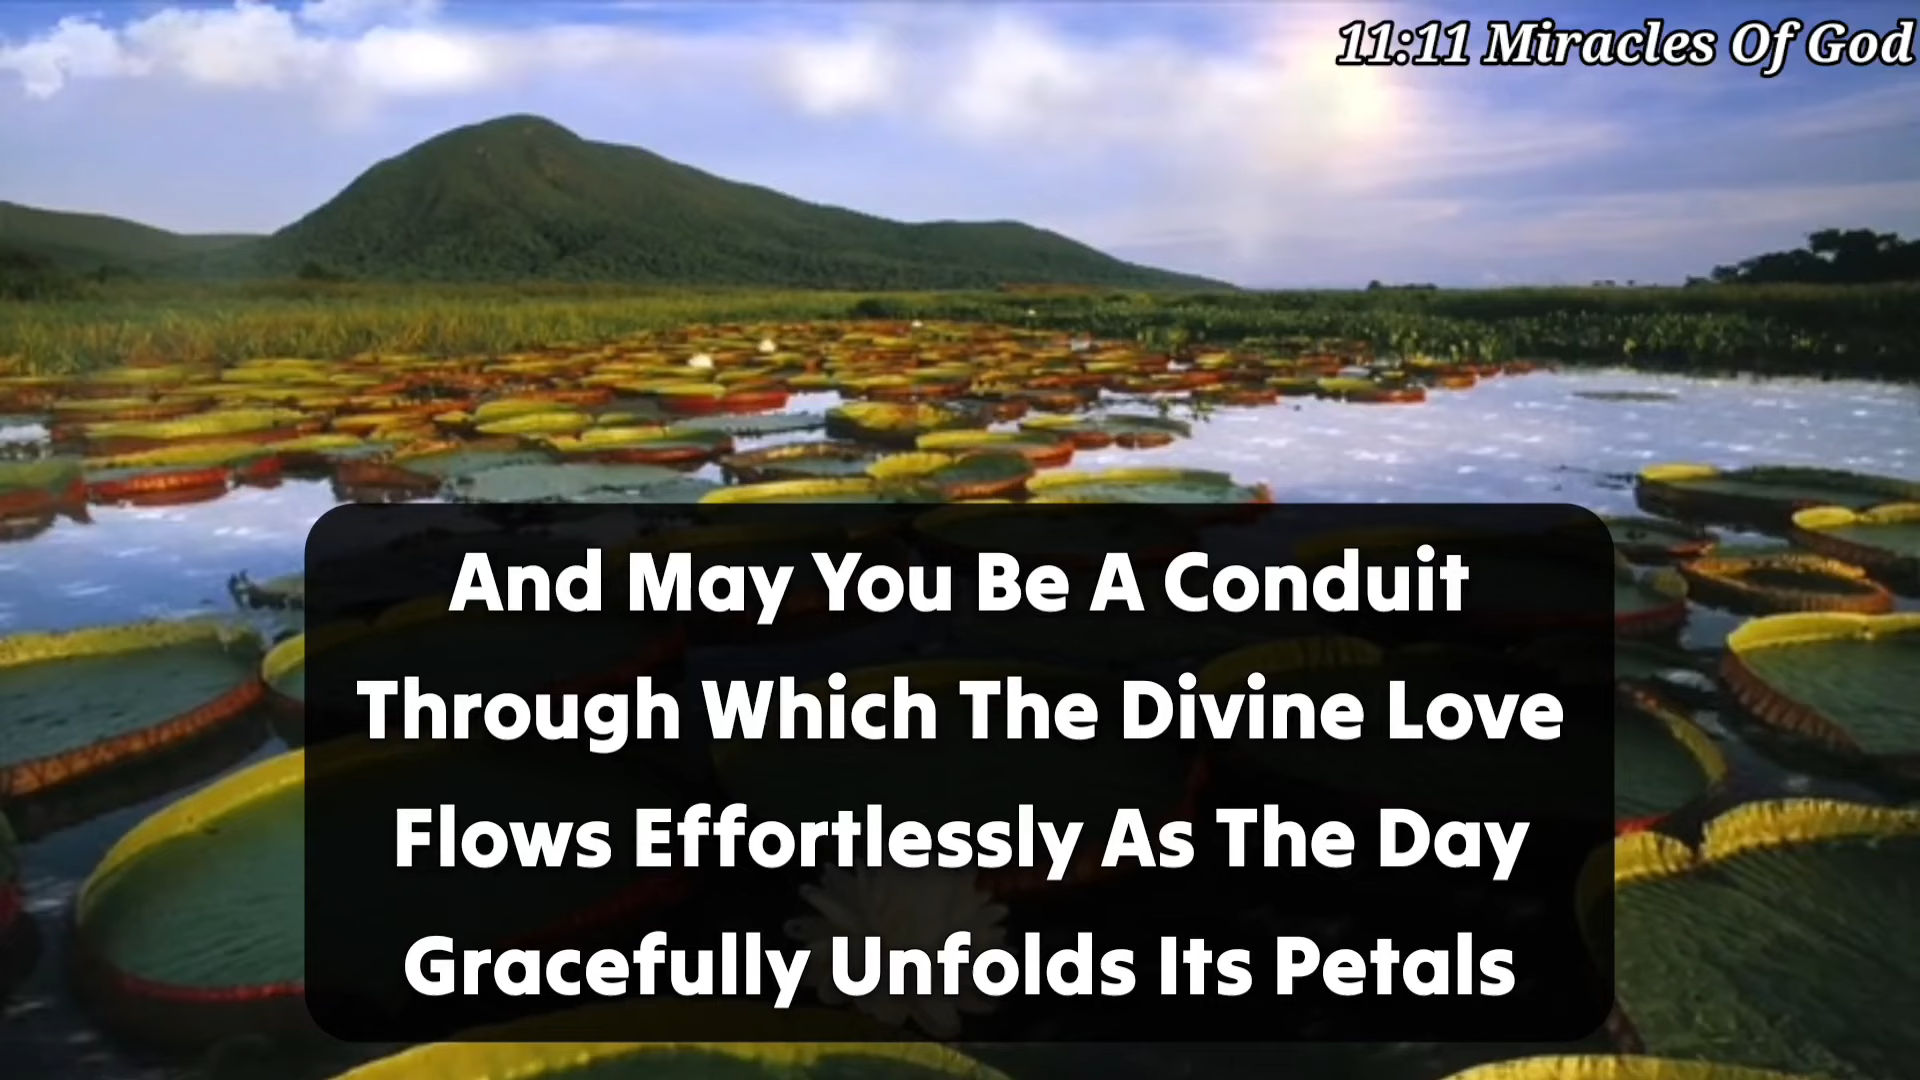 11:11 Miracles Of God
And May You Be A Conduit
Through Which The Divine Love
Flows Effortlessly As The Day
Gracefully Unfolds Its Petals